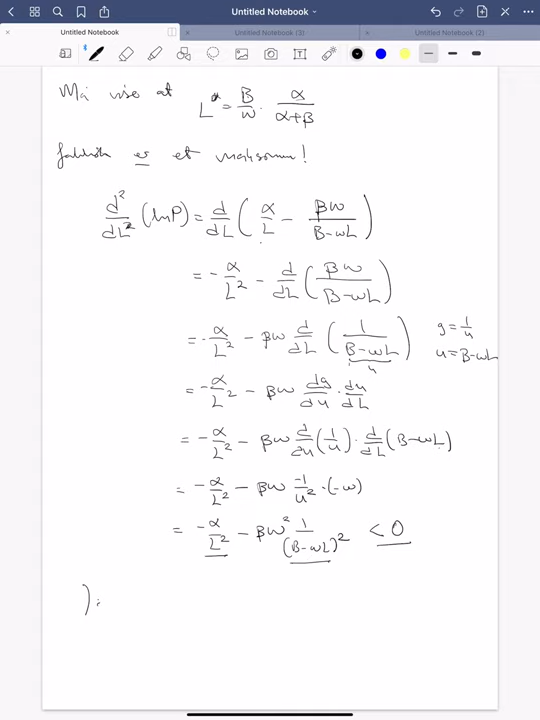 Untitled Notebook
Untitled Notebook
Untitled Notebook (3)
Untitled Notebook (2)
Må vise at L* = B/w · α/(α+β)
faktisk er et maksimum!
d²/dL² (lnP) = d/dL ( α/L − βw/(B−wL) )
= −α/L² − d/dL ( βw/(B−wL) )
= −α/L² − βw d/dL ( 1/(B−wL) ) g = 1/u
u u = B−wL
= −α/L² − βw dg/du · du/dL
= −α/L² − βw d/du (1/u) · d/dL (B−wL)
= −α/L² − βw −1/u² · (−w)
= −α/L² − βw² 1/(B−wL)² < 0
):